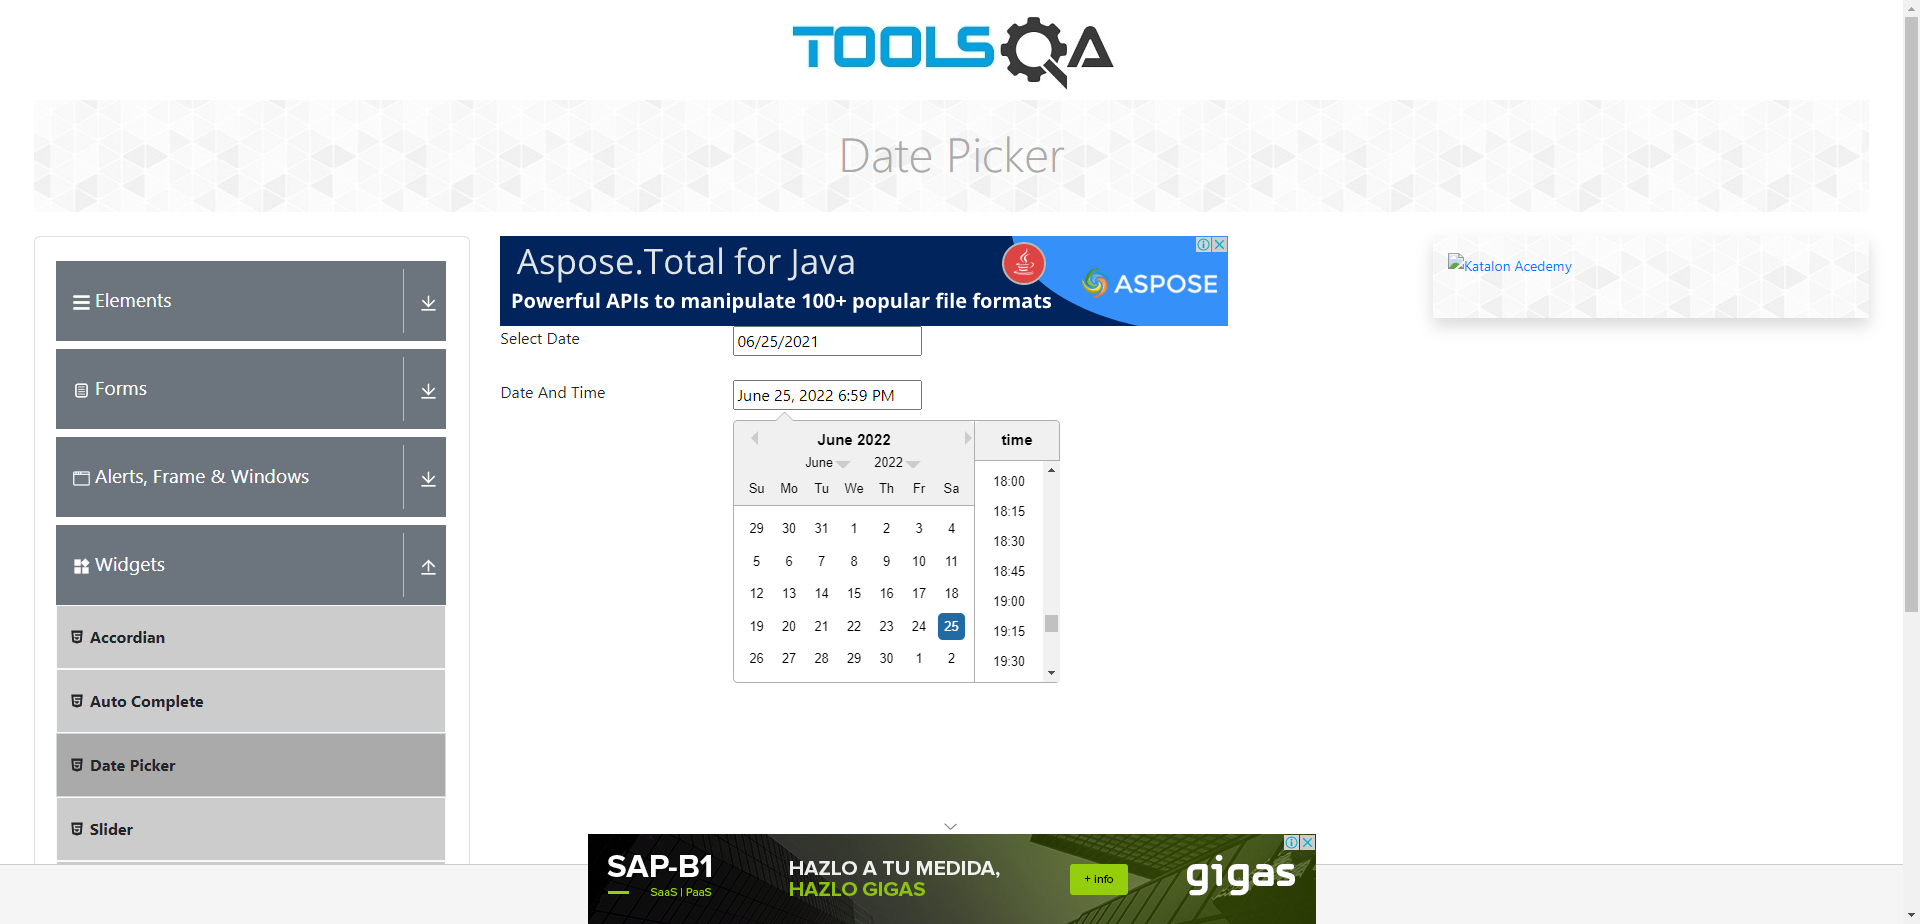 TOOLSQA
Date Picker
Elements
Forms
Alerts, Frame & Windows
Widgets
Accordian
Auto Complete
Date Picker
Slider
Aspose.Total for Java
Powerful APIs to manipulate 100+ popular file formats
ASPOSE
Katalon Acedemy
Select Date
06/25/2021
Date And Time
June 25, 2022 6:59 PM
June 2022
June 2022
Su Mo Tu We Th Fr Sa
29 30 31 1 2 3 4
5 6 7 8 9 10 11
12 13 14 15 16 17 18
19 20 21 22 23 24 25
26 27 28 29 30 1 2
time
18:00
18:15
18:30
18:45
19:00
19:15
19:30
SAP-B1
SaaS | PaaS
HAZLO A TU MEDIDA,
HAZLO GIGAS
+ info
gigas